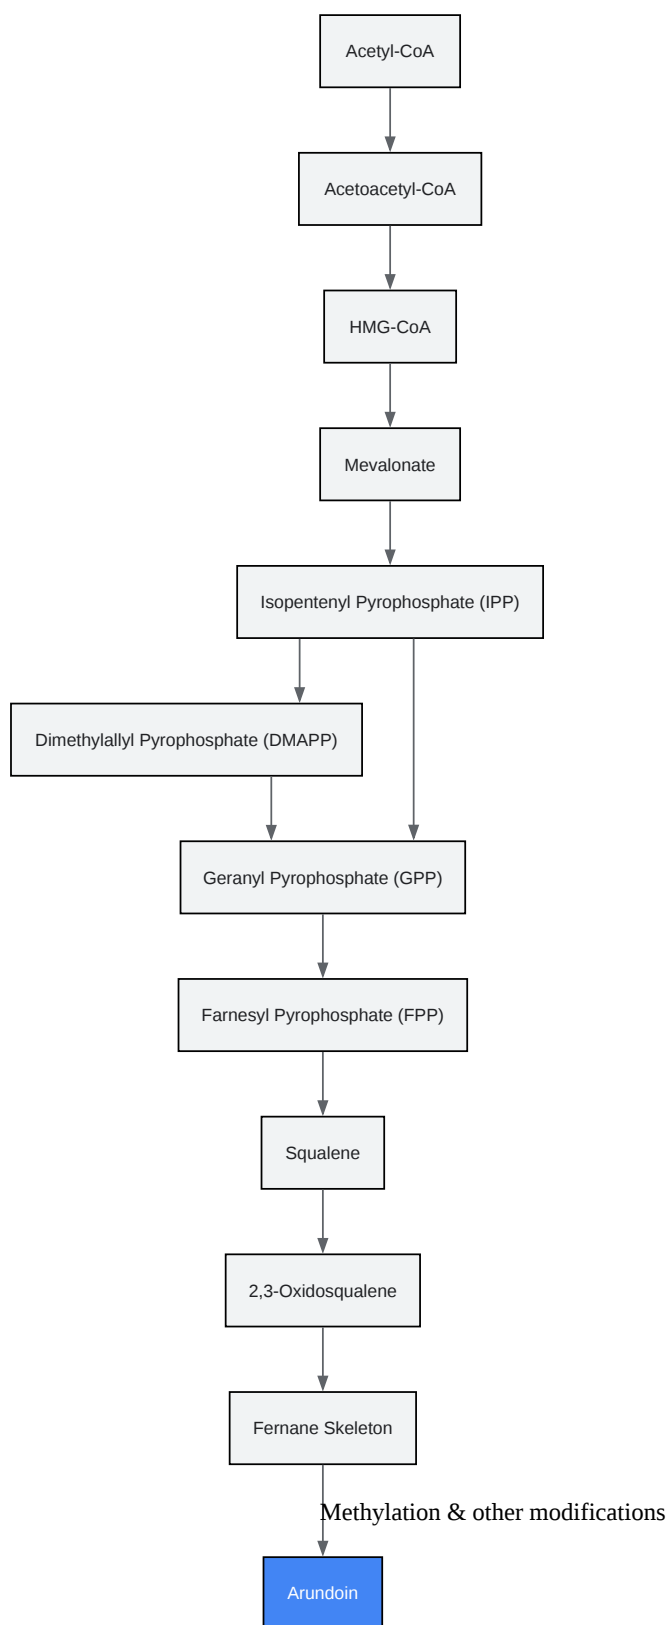 Acetyl-CoA
Acetoacetyl-CoA
HMG-CoA
Mevalonate
Isopentenyl Pyrophosphate (IPP)
Dimethylallyl Pyrophosphate (DMAPP)
Geranyl Pyrophosphate (GPP)
Farnesyl Pyrophosphate (FPP)
Squalene
2,3-Oxidosqualene
Fernane Skeleton
Methylation & other modifications
Arundoin